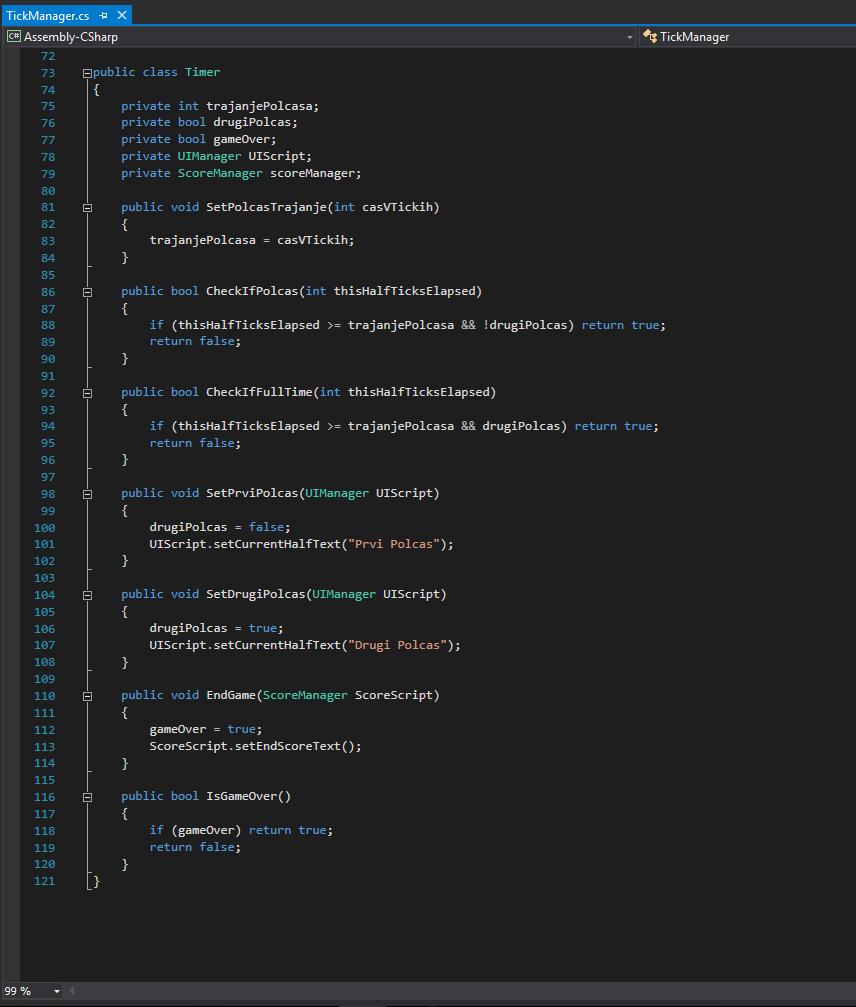 TickManager.cs
Assembly-CSharp TickManager
72
73 public class Timer
74 {
75 private int trajanjePolcasa;
76 private bool drugiPolcas;
77 private bool gameOver;
78 private UIManager UIScript;
79 private ScoreManager scoreManager;
80
81 public void SetPolcasTrajanje(int casVTickih)
82 {
83 trajanjePolcasa = casVTickih;
84 }
85
86 public bool CheckIfPolcas(int thisHalfTicksElapsed)
87 {
88 if (thisHalfTicksElapsed >= trajanjePolcasa && !drugiPolcas) return true;
89 return false;
90 }
91
92 public bool CheckIfFullTime(int thisHalfTicksElapsed)
93 {
94 if (thisHalfTicksElapsed >= trajanjePolcasa && drugiPolcas) return true;
95 return false;
96 }
97
98 public void SetPrviPolcas(UIManager UIScript)
99 {
100 drugiPolcas = false;
101 UIScript.setCurrentHalfText("Prvi Polcas");
102 }
103
104 public void SetDrugiPolcas(UIManager UIScript)
105 {
106 drugiPolcas = true;
107 UIScript.setCurrentHalfText("Drugi Polcas");
108 }
109
110 public void EndGame(ScoreManager ScoreScript)
111 {
112 gameOver = true;
113 ScoreScript.setEndScoreText();
114 }
115
116 public bool IsGameOver()
117 {
118 if (gameOver) return true;
119 return false;
120 }
121 }
99 %